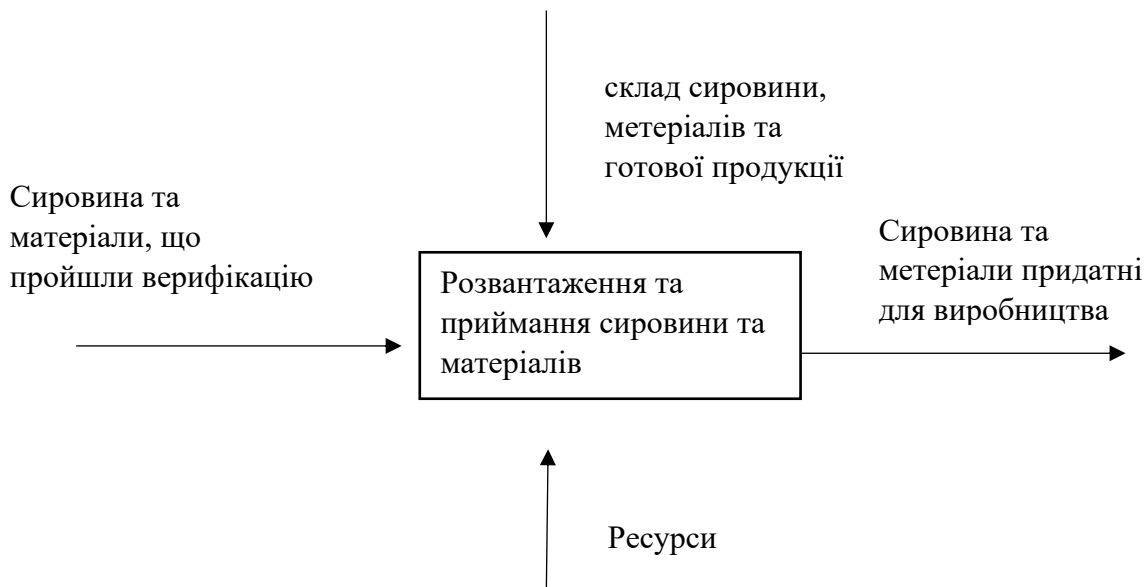 склад сировини,
метеріалів та
готової продукції
Сировина та
матеріали, що
пройшли верифікацію
Розвантаження та
приймання сировини та
матеріалів
Сировина та
метеріали придатні
для виробництва
Ресурси